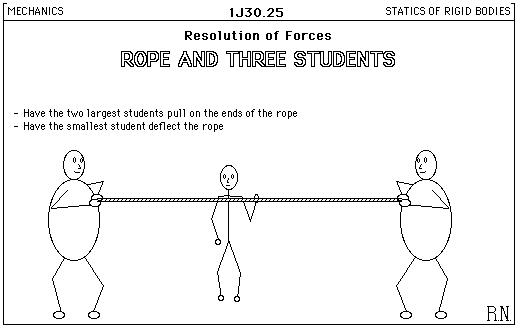 MECHANICS
1J30.25
STATICS OF RIGID BODIES
Resolution of Forces
ROPE AND THREE STUDENTS
- Have the two largest students pull on the ends of the rope
- Have the smallest student deflect the rope
R.N.